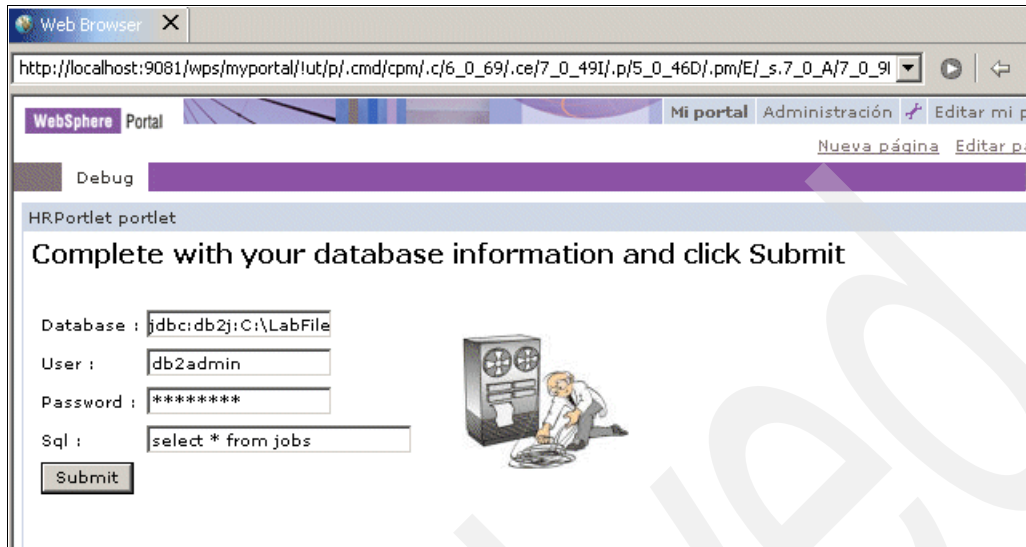 Web Browser
http://localhost:9081/wps/myportal/!ut/p/.cmd/cpm/.c/6_0_69/.ce/7_0_49I/.p/5_0_46D/.pm/E/_s.7_0_A/7_0_9
WebSphere Portal
Mi portal Administración Editar mi
Nueva página Editar
Debug
HRPortlet portlet
Complete with your database information and click Submit
Database : jdbc:db2j:C:\LabFile
User : db2admin
Password : ********
Sql : select * from jobs
Submit